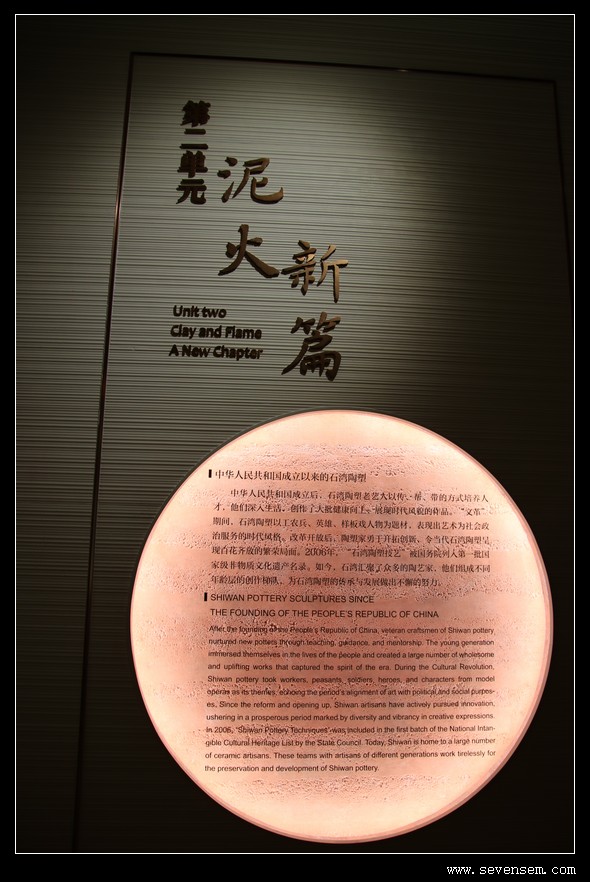 第二单元
泥火
新篇
Unit two
Clay and Flame
A New Chapter
中华人民共和国成立以来的石湾陶塑
中华人民共和国成立后，石湾陶塑老艺人以传、帮、带的方式培养人
才，他们深入生活，创作了大批健康向上、展现时代风貌的作品。“文革”
期间，石湾陶塑以工农兵、英雄、样板戏人物为题材，表现出艺术为社会政
治服务的时代风格。改革开放后，陶塑家勇于开拓创新，令当代石湾陶塑呈
现百花齐放的繁荣局面。2006年，“石湾陶塑技艺”被国务院列入第一批国
家级非物质文化遗产名录。如今，石湾汇聚了众多的陶艺家，他们组成不同
年龄层的创作梯队，为石湾陶塑的传承与发展做出不懈的努力。
SHIWAN POTTERY SCULPTURES SINCE
THE FOUNDING OF THE PEOPLE'S REPUBLIC OF CHINA
After the founding of the People's Republic of China, veteran craftsmen of Shiwan pottery
nurtured new potters through teaching, guidance, and mentorship. The young generation
immersed themselves in the lives of the people and created a large number of wholesome
and uplifting works that captured the spirit of the era. During the Cultural Revolution,
Shiwan pottery took workers, peasants, soldiers, heroes, and characters from model
operas as its themes, echoing the period's alignment of art with political and social purpos-
es. Since the reform and opening up, Shiwan artisans have actively pursued innovation,
ushering in a prosperous period marked by diversity and vibrancy in creative expressions.
In 2006, "Shiwan Pottery Techniques" was included in the first batch of the National Intan-
gible Cultural Heritage List by the State Council. Today, Shiwan is home to a large number
of ceramic artisans. These teams with artisans of different generations work tirelessly for
the preservation and development of Shiwan pottery.
www.sevensem.com